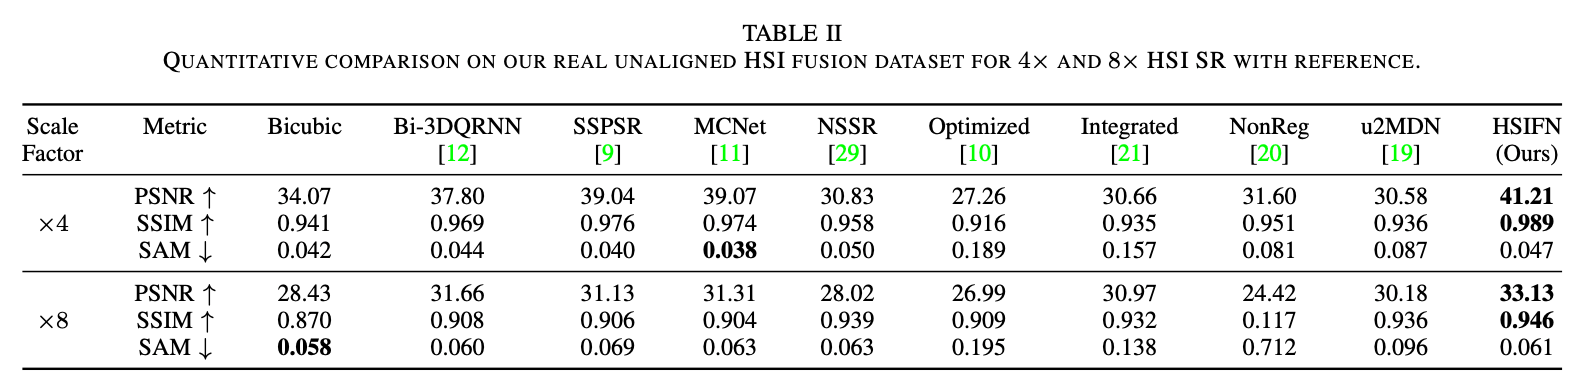 TABLE II
QUANTITATIVE COMPARISON ON OUR REAL UNALIGNED HSI FUSION DATASET FOR 4× AND 8× HSI SR WITH REFERENCE.
Scale Metric Bicubic Bi-3DQRNN SSPSR MCNet NSSR Optimized Integrated NonReg u2MDN HSIFN
Factor [12] [9] [11] [29] [10] [21] [20] [19] (Ours)
PSNR ↑ 34.07 37.80 39.04 39.07 30.83 27.26 30.66 31.60 30.58 41.21
×4 SSIM ↑ 0.941 0.969 0.976 0.974 0.958 0.916 0.935 0.951 0.936 0.989
SAM ↓ 0.042 0.044 0.040 0.038 0.050 0.189 0.157 0.081 0.087 0.047
PSNR ↑ 28.43 31.66 31.13 31.31 28.02 26.99 30.97 24.42 30.18 33.13
×8 SSIM ↑ 0.870 0.908 0.906 0.904 0.939 0.909 0.932 0.117 0.936 0.946
SAM ↓ 0.058 0.060 0.069 0.063 0.063 0.195 0.138 0.712 0.096 0.061